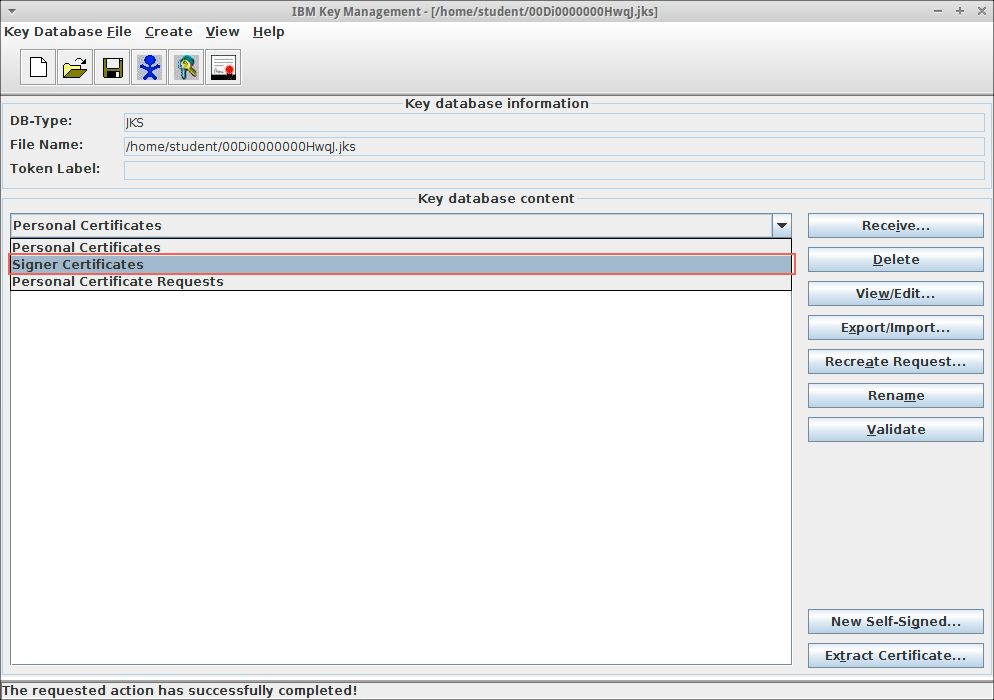 IBM Key Management - [/home/student/00Di0000000HwqJ.jks]
Key Database File Create View Help
Key database information
DB-Type: JKS
File Name: /home/student/00Di0000000HwqJ.jks
Token Label:
Key database content
Personal Certificates
Personal Certificates
Signer Certificates
Personal Certificate Requests
Receive...
Delete
View/Edit...
Export/Import...
Recreate Request...
Rename
Validate
New Self-Signed...
Extract Certificate...
The requested action has successfully completed!